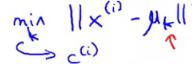 min ||x^(i) - μ_k||
k
c^(i)